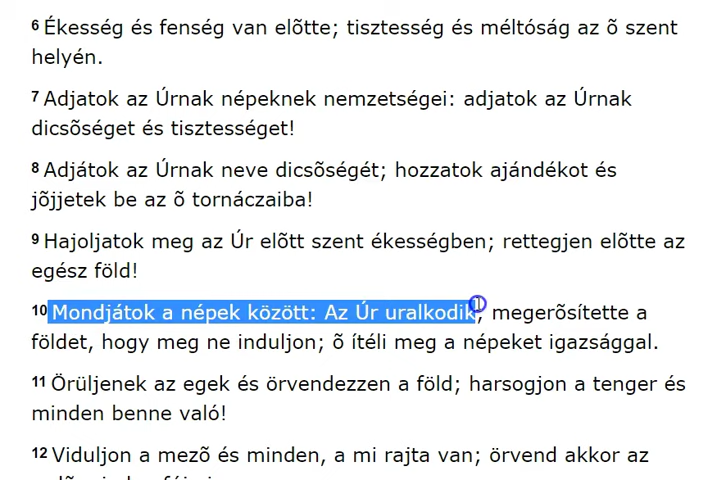 6 Ékesség és fenség van elõtte; tisztesség és méltóság az õ szent
helyén.
7 Adjatok az Úrnak népeknek nemzetségei: adjatok az Úrnak
dicsõséget és tisztességet!
8 Adjátok az Úrnak neve dicsõségét; hozzatok ajándékot és
jõjjetek be az õ tornáczaiba!
9 Hajoljatok meg az Úr elõtt szent ékességben; rettegjen elõtte az
egész föld!
10 Mondjátok a népek között: Az Úr uralkodik, megerõsítette a
földet, hogy meg ne induljon; õ ítéli meg a népeket igazsággal.
11 Örüljenek az egek és örvendezzen a föld; harsogjon a tenger és
minden benne való!
12 Viduljon a mezõ és minden, a mi rajta van; örvend akkor az